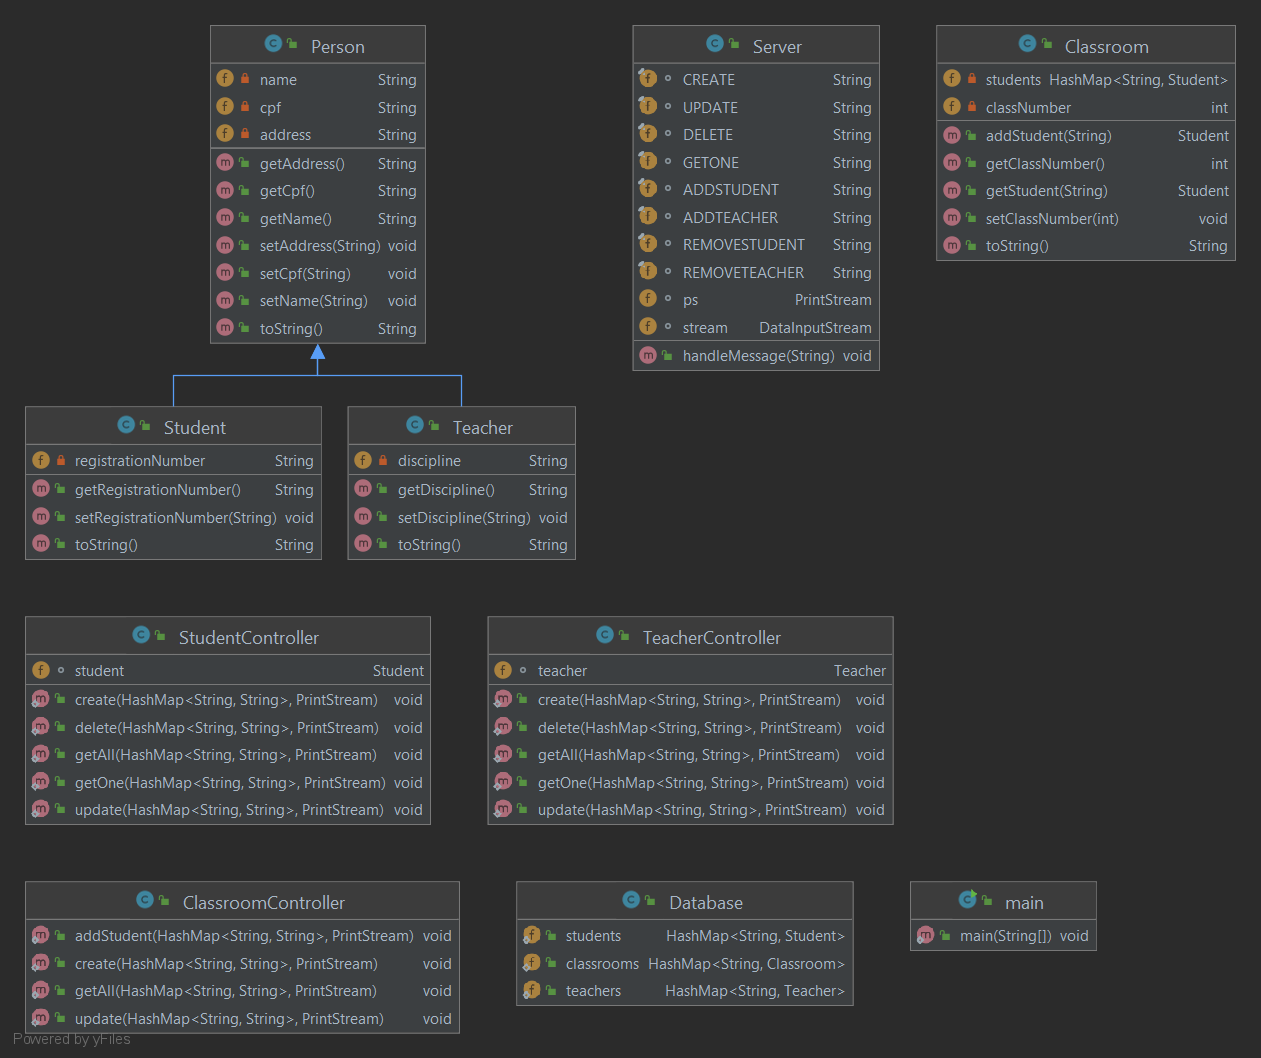 Person
name String
cpf String
address String
getAddress() String
getCpf() String
getName() String
setAddress(String) void
setCpf(String) void
setName(String) void
toString() String
Server
CREATE String
UPDATE String
DELETE String
GETONE String
ADDSTUDENT String
ADDTEACHER String
REMOVESTUDENT String
REMOVETEACHER String
ps PrintStream
stream DataInputStream
handleMessage(String) void
Classroom
students HashMap<String, Student>
classNumber int
addStudent(String) Student
getClassNumber() int
getStudent(String) Student
setClassNumber(int) void
toString() String
Student
registrationNumber String
getRegistrationNumber() String
setRegistrationNumber(String) void
toString() String
Teacher
discipline String
getDiscipline() String
setDiscipline(String) void
toString() String
StudentController
student Student
create(HashMap<String, String>, PrintStream) void
delete(HashMap<String, String>, PrintStream) void
getAll(HashMap<String, String>, PrintStream) void
getOne(HashMap<String, String>, PrintStream) void
update(HashMap<String, String>, PrintStream) void
TeacherController
teacher Teacher
create(HashMap<String, String>, PrintStream) void
delete(HashMap<String, String>, PrintStream) void
getAll(HashMap<String, String>, PrintStream) void
getOne(HashMap<String, String>, PrintStream) void
update(HashMap<String, String>, PrintStream) void
ClassroomController
addStudent(HashMap<String, String>, PrintStream) void
create(HashMap<String, String>, PrintStream) void
getAll(HashMap<String, String>, PrintStream) void
update(HashMap<String, String>, PrintStream) void
Database
students HashMap<String, Student>
classrooms HashMap<String, Classroom>
teachers HashMap<String, Teacher>
main
main(String[]) void
Powered by yFiles